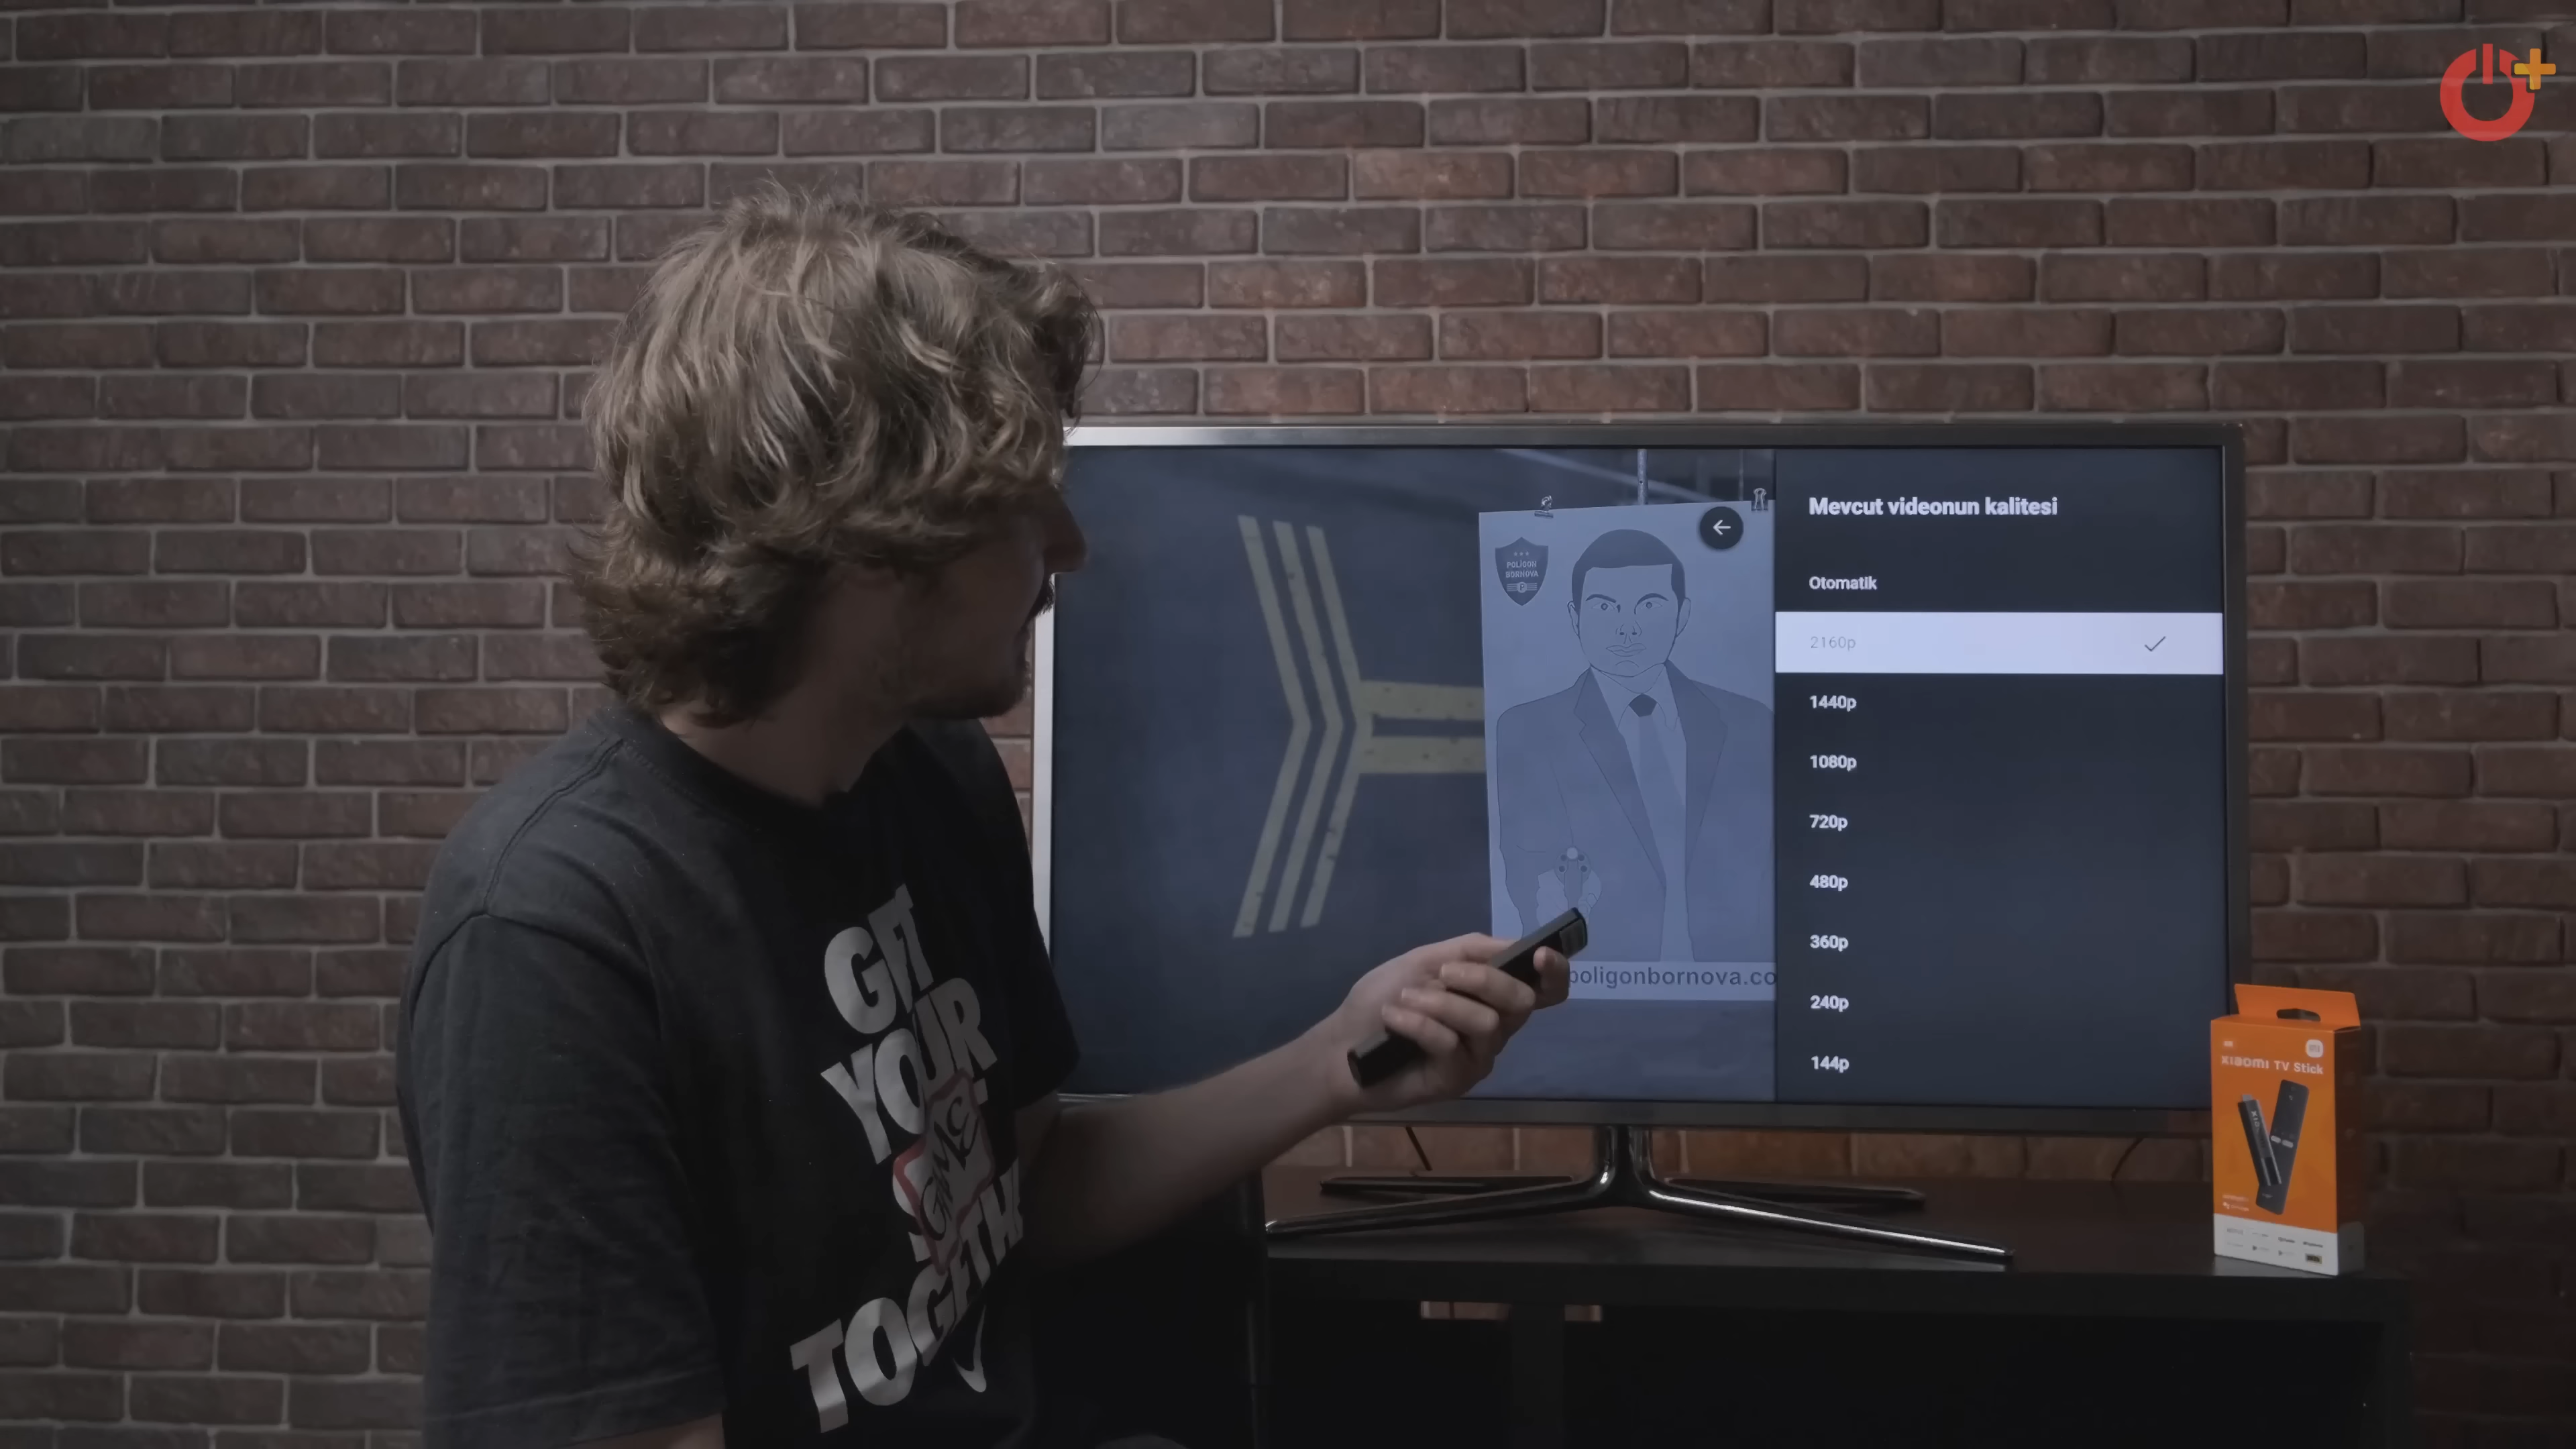 Mevcut videonun kalitesi
Otomatik
2160p
1440p
1080p
720p
480p
360p
240p
144p
POLİGON
BORNOVA
poligonbornova.co
GET
YOUR
TOGETH
GMG
XIAOMI TV Stick